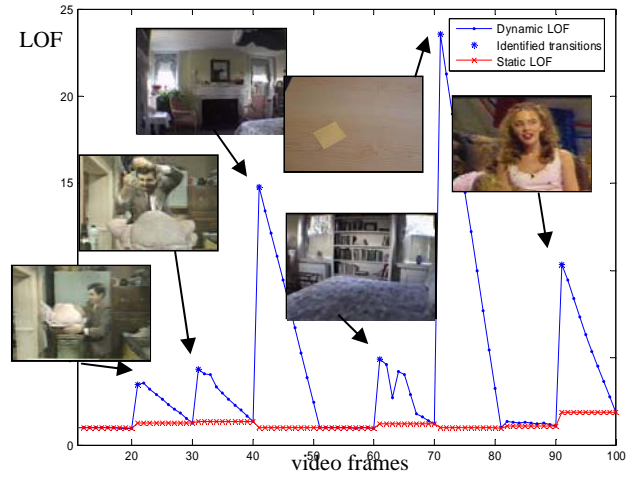 LOF
25
20
15
10
5
0
Dynamic LOF
Identified transitions
Static LOF
20 30 40 50 60 70 80 90 100
video frames